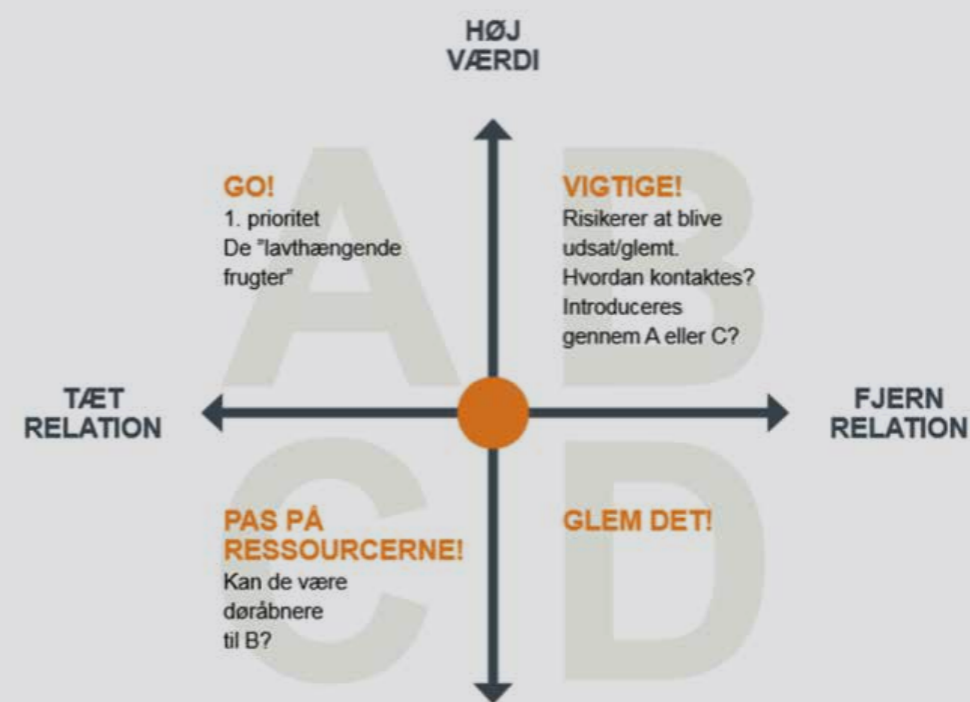 HØJ
VÆRDI
A
GO!
1. prioritet
De "lavthængende
frugter"
B
VIGTIGE!
Risikerer at blive
udsat/glemt.
Hvordan kontaktes?
Introduceres
gennem A eller C?
TÆT
RELATION
FJERN
RELATION
C
PAS PÅ
RESSOURCERNE!
Kan de være
døråbnere
til B?
D
GLEM DET!